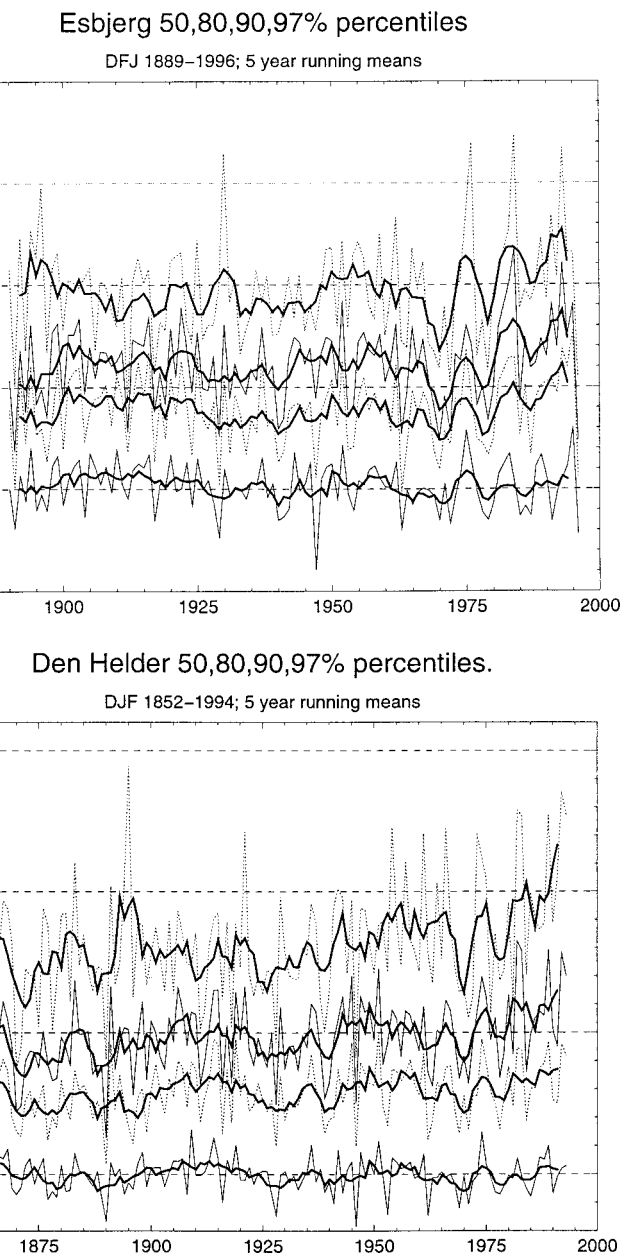 Esbjerg 50,80,90,97% percentiles
DFJ 1889–1996; 5 year running means
1900 1925 1950 1975 2000
Den Helder 50,80,90,97% percentiles.
DJF 1852–1994; 5 year running means
1875 1900 1925 1950 1975 2000